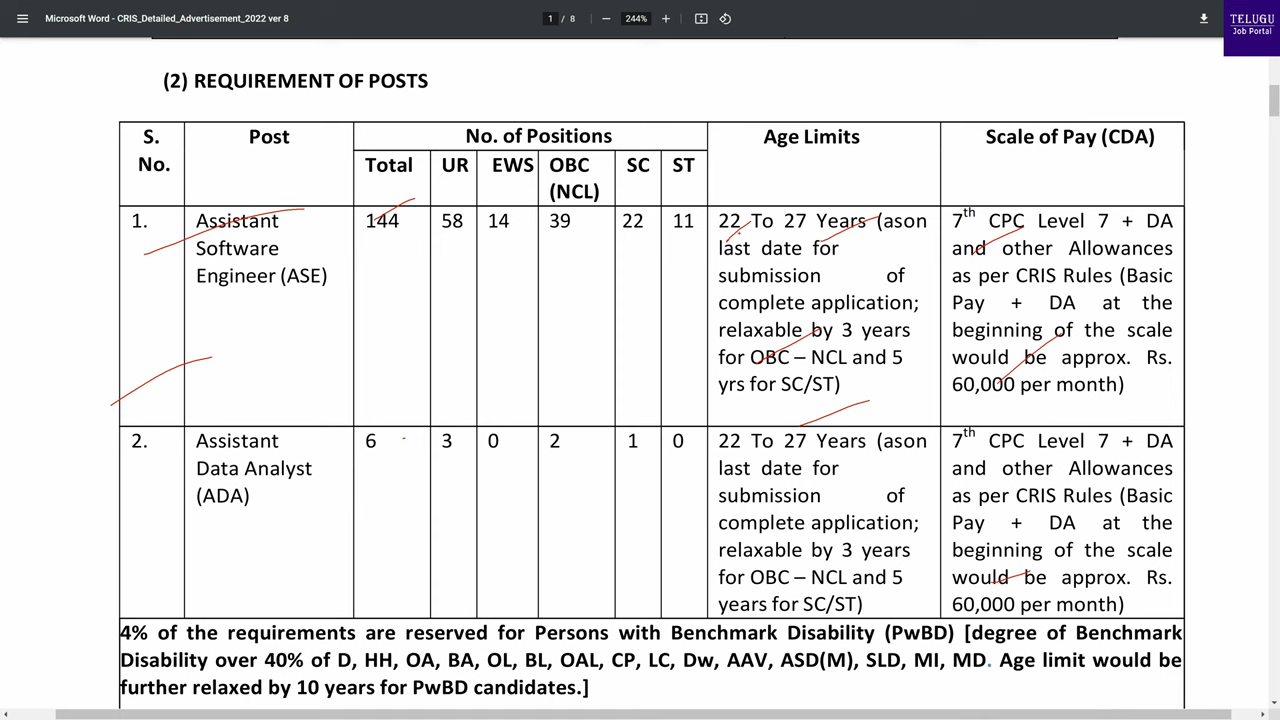 Microsoft Word - CRIS_Detailed_Advertisement_2022 ver 8
1 / 8
244%
TELUGU
Job Portal
(2) REQUIREMENT OF POSTS
S. No. Post No. of Positions Age Limits Scale of Pay (CDA)
Total UR EWS OBC (NCL) SC ST
1. Assistant Software Engineer (ASE) 144 58 14 39 22 11
22 To 27 Years (ason
last date for
submission of
complete application;
relaxable by 3 years
for OBC – NCL and 5
yrs for SC/ST)
7th CPC Level 7 + DA
and other Allowances
as per CRIS Rules (Basic
Pay + DA at the
beginning of the scale
would be approx. Rs.
60,000 per month)
2. Assistant Data Analyst (ADA) 6 3 0 2 1 0
22 To 27 Years (ason
last date for
submission of
complete application;
relaxable by 3 years
for OBC – NCL and 5
years for SC/ST)
7th CPC Level 7 + DA
and other Allowances
as per CRIS Rules (Basic
Pay + DA at the
beginning of the scale
would be approx. Rs.
60,000 per month)
4% of the requirements are reserved for Persons with Benchmark Disability (PwBD) [degree of Benchmark
Disability over 40% of D, HH, OA, BA, OL, BL, OAL, CP, LC, Dw, AAV, ASD(M), SLD, MI, MD. Age limit would be
further relaxed by 10 years for PwBD candidates.]